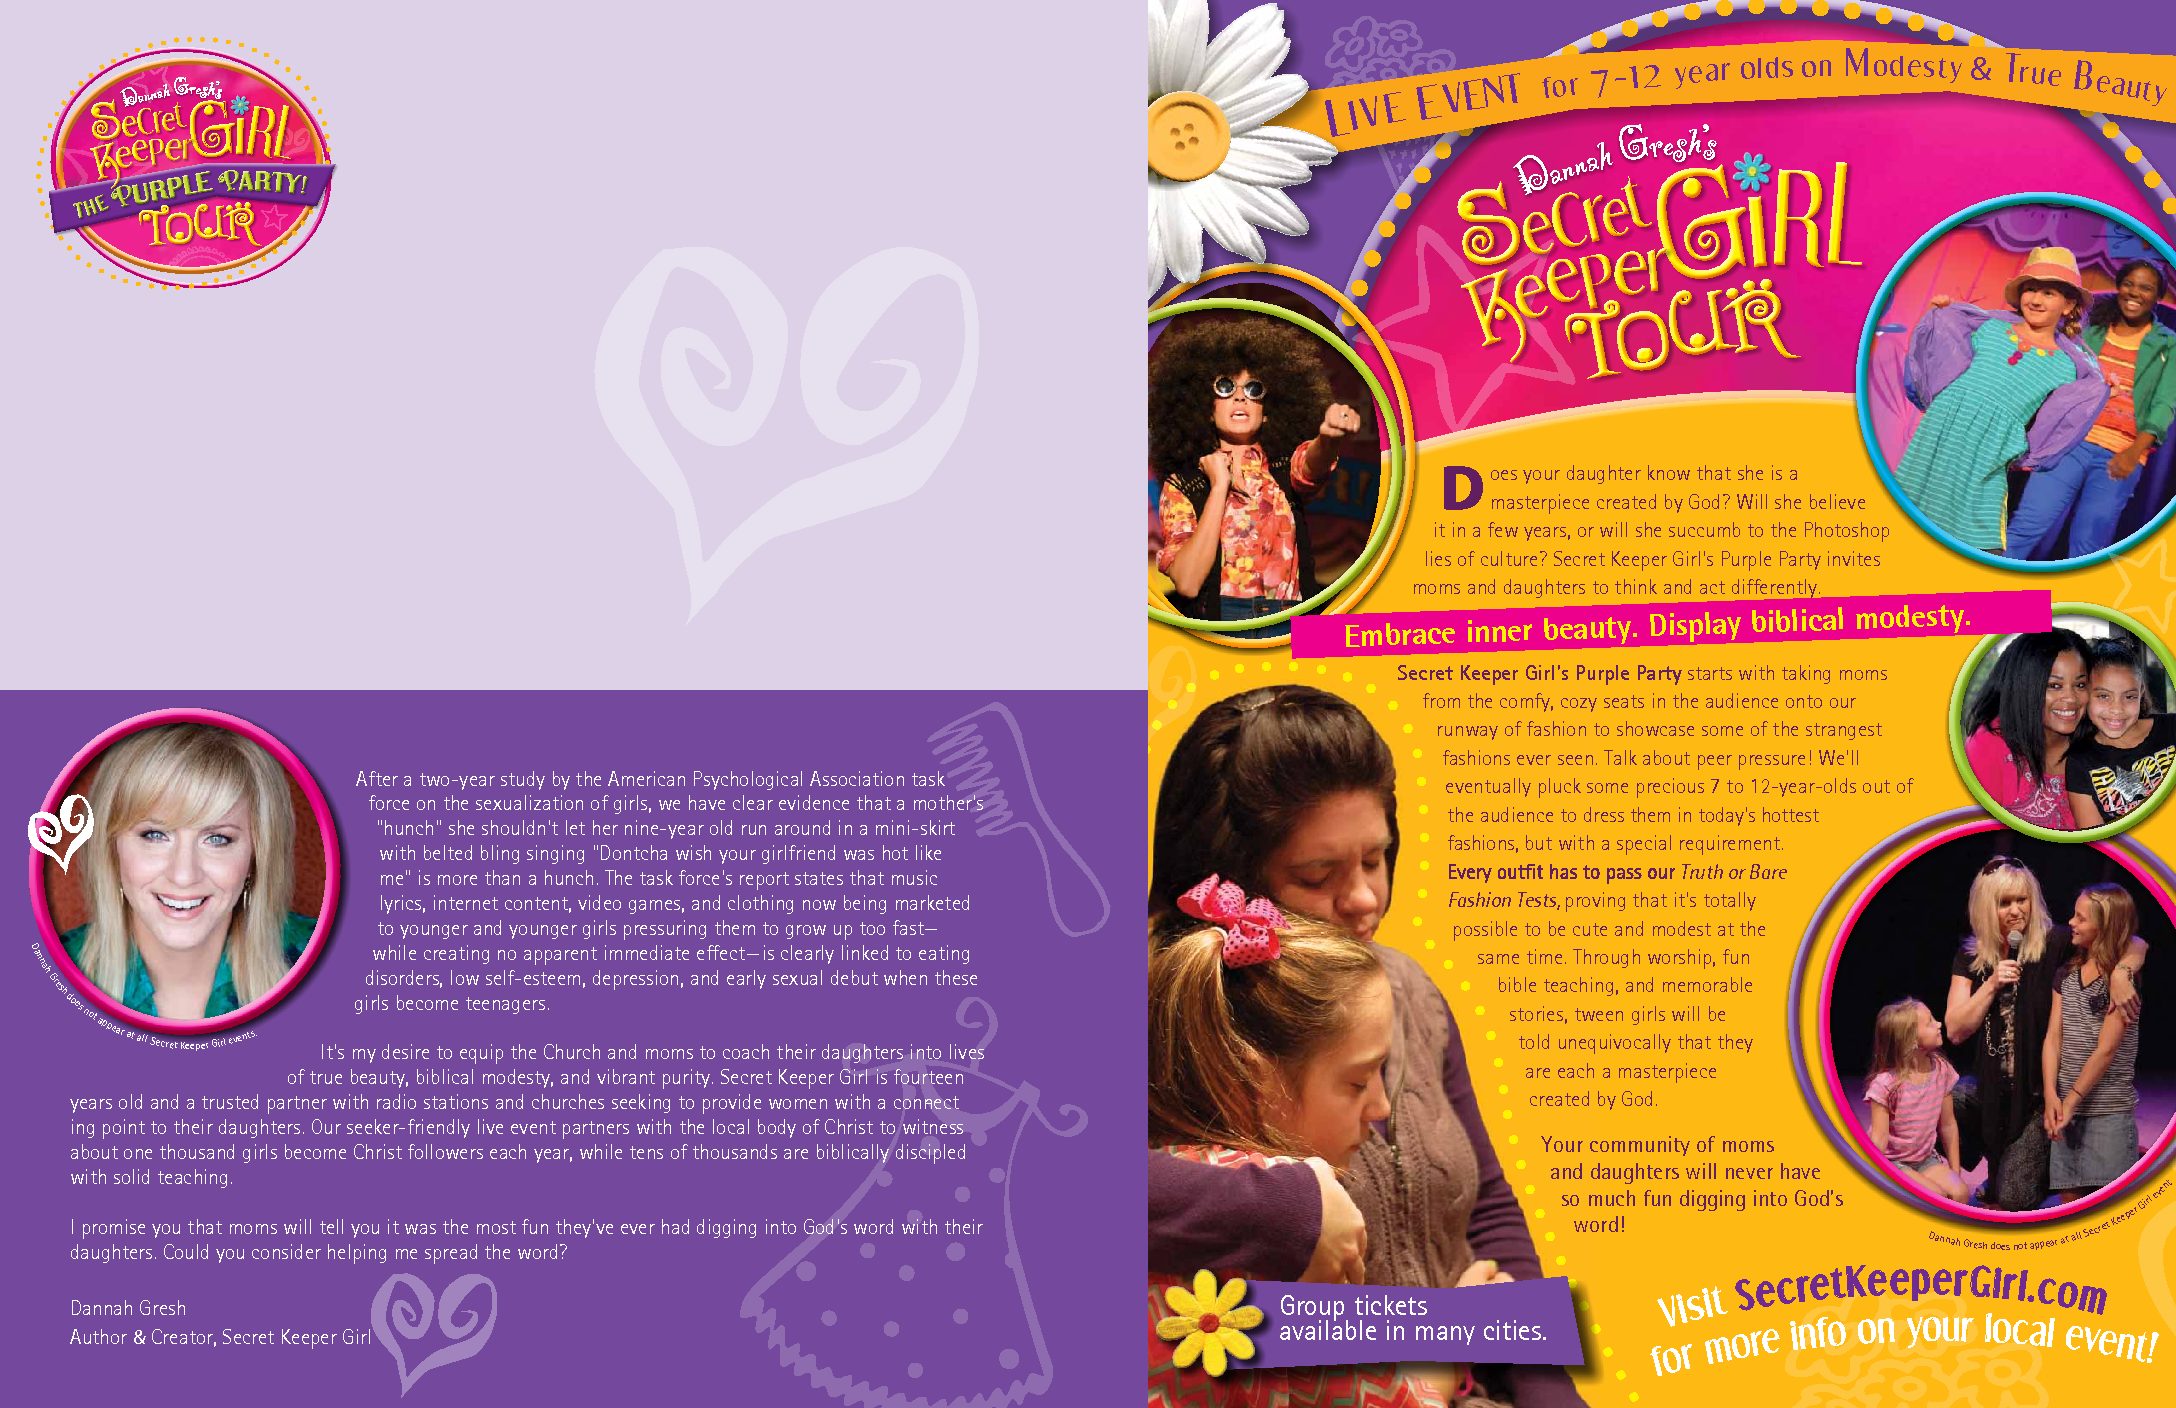 Dannah Gresh's
Secret
Keeper GiRL
THE PURPLE PARTY!
TOUR
After a two-year study by the American Psychological Association task
force on the sexualization of girls, we have clear evidence that a mother's
"hunch" she shouldn't let her nine-year old run around in a mini-skirt
with belted bling singing "Dontcha wish your girlfriend was hot like
me" is more than a hunch. The task force's report states that music
lyrics, internet content, video games, and clothing now being marketed
to younger and younger girls pressuring them to grow up too fast—
while creating no apparent immediate effect—is clearly linked to eating
disorders, low self-esteem, depression, and early sexual debut when these
girls become teenagers.
Dannah Gresh does not appear at all Secret Keeper Girl events.
It's my desire to equip the Church and moms to coach their daughters into lives
of true beauty, biblical modesty, and vibrant purity. Secret Keeper Girl is fourteen
years old and a trusted partner with radio stations and churches seeking to provide women with a connect
ing point to their daughters. Our seeker-friendly live event partners with the local body of Christ to witness
about one thousand girls become Christ followers each year, while tens of thousands are biblically discipled
with solid teaching.
I promise you that moms will tell you it was the most fun they've ever had digging into God's word with their
daughters. Could you consider helping me spread the word?
Dannah Gresh
Author & Creator, Secret Keeper Girl
LIVE EVENT for 7-12 year olds on Modesty & True Beauty
Dannah Gresh's
Secret
Keeper GiRL
TOUR
Does your daughter know that she is a
masterpiece created by God? Will she believe
it in a few years, or will she succumb to the Photoshop
lies of culture? Secret Keeper Girl's Purple Party invites
moms and daughters to think and act differently.
Embrace inner beauty. Display biblical modesty.
Secret Keeper Girl's Purple Party starts with taking moms
from the comfy, cozy seats in the audience onto our
runway of fashion to showcase some of the strangest
fashions ever seen. Talk about peer pressure! We'll
eventually pluck some precious 7 to 12-year-olds out of
the audience to dress them in today's hottest
fashions, but with a special requirement.
Every outfit has to pass our Truth or Bare
Fashion Tests, proving that it's totally
possible to be cute and modest at the
same time. Through worship, fun
bible teaching, and memorable
stories, tween girls will be
told unequivocally that they
are each a masterpiece
created by God.
Your community of moms
and daughters will never have
so much fun digging into God's
word!
Dannah Gresh does not appear at all Secret Keeper Girl event
Group tickets
available in many cities.
Visit SecretKeeperGirl.com
for more info on your local event!